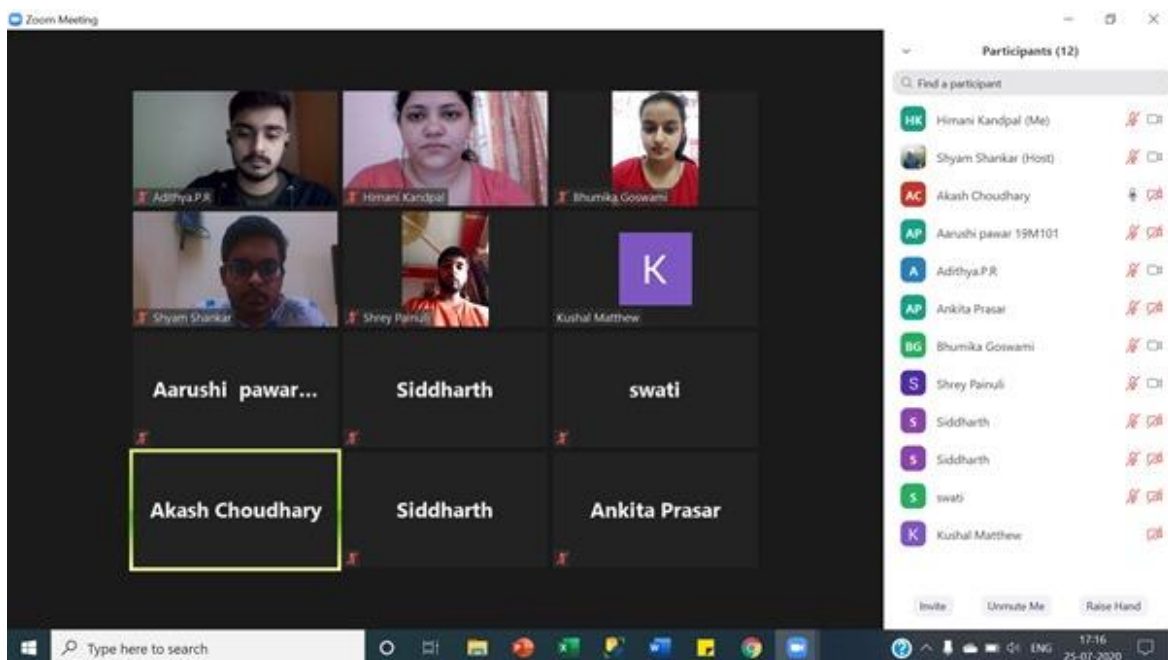 Zoom Meeting
Participants (12)
Find a participant
HK Himani Kandpal (Me)
Shyam Shankar (Host)
AC Akash Choudhary
AP Aarushi pawar 19M101
A Adithya.P.R
AP Ankita Prasar
BG Bhumika Goswami
S Shrey Painuli
S Siddharth
S Siddharth
s swati
K Kushal Matthew
Invite Unmute Me Raise Hand
Adithya.P.R Himani Kandpal Bhumika Goswami
K
Shyam Shankar Shrey Painuli Kushal Matthew
Aarushi pawar... Siddharth swati
Akash Choudhary Siddharth Ankita Prasar
Type here to search
ENG
17:16
25-07-2020